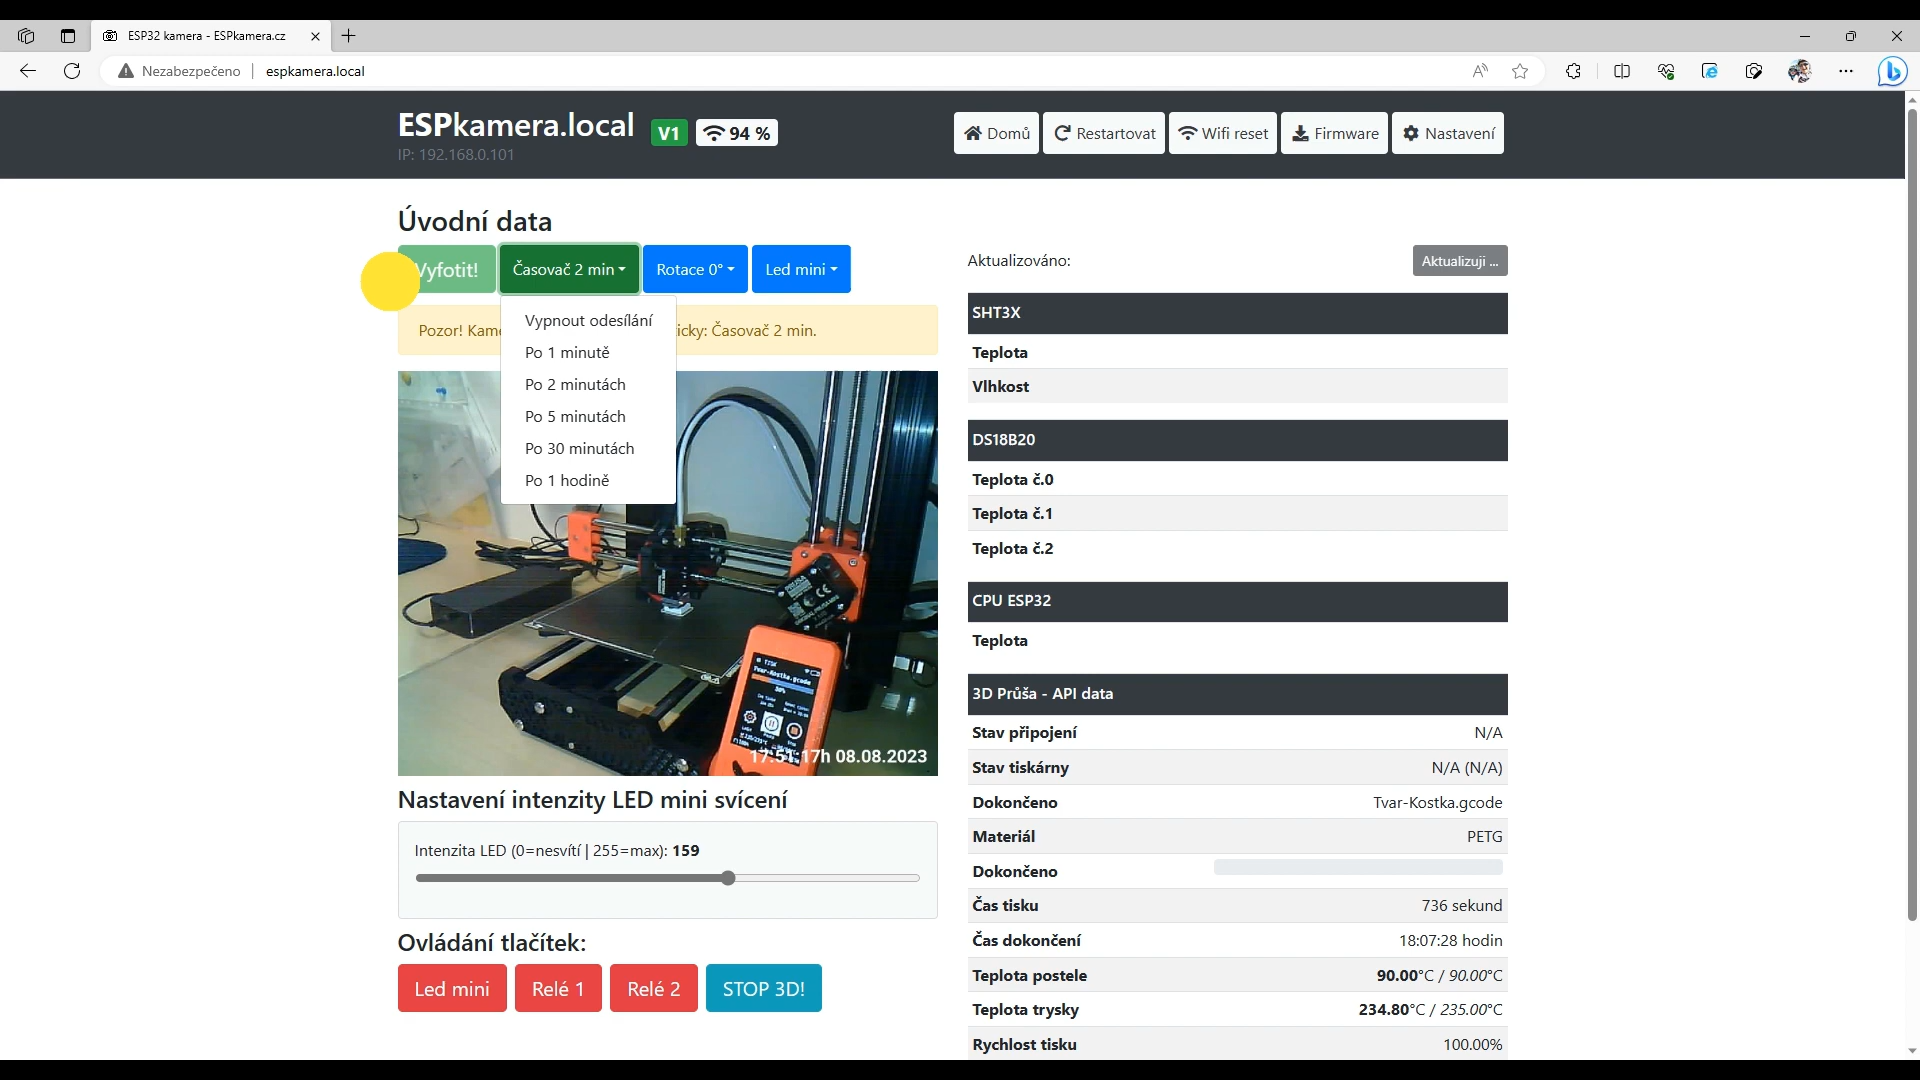 ESP32 kamera - ESPkamera.cz
Nezabezpečeno
espkamera.local
ESPkamera.local V1 94 %
IP: 192.168.0.101
Domů
Restartovat
Wifi reset
Firmware
Nastavení
Úvodní data
Vyfotit!
Časovač 2 min
Rotace 0°
Led mini
Pozor! Kam
icky: Časovač 2 min.
Vypnout odesílání
Po 1 minutě
Po 2 minutách
Po 5 minutách
Po 30 minutách
Po 1 hodině
Tvar-Kostka.gcode
08.08.2023
Nastavení intenzity LED mini svícení
Intenzita LED (0=nesvítí | 255=max): 159
Ovládání tlačítek:
Led mini
Relé 1
Relé 2
STOP 3D!
Aktualizováno:
Aktualizuji ...
SHT3X
Teplota
Vlhkost
DS18B20
Teplota č.0
Teplota č.1
Teplota č.2
CPU ESP32
Teplota
3D Průša - API data
Stav připojení N/A
Stav tiskárny N/A (N/A)
Dokončeno Tvar-Kostka.gcode
Materiál PETG
Dokončeno
Čas tisku 736 sekund
Čas dokončení 18:07:28 hodin
Teplota postele 90.00°C / 90.00°C
Teplota trysky 234.80°C / 235.00°C
Rychlost tisku 100.00%